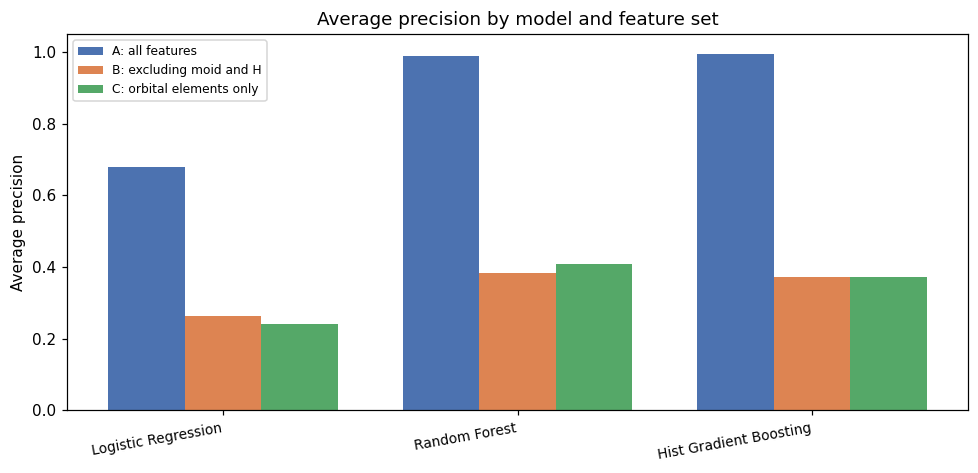 Average precision by model and feature set
A: all features
B: excluding moid and H
C: orbital elements only
Average precision
1.0
0.8
0.6
0.4
0.2
0.0
Logistic Regression
Random Forest
Hist Gradient Boosting